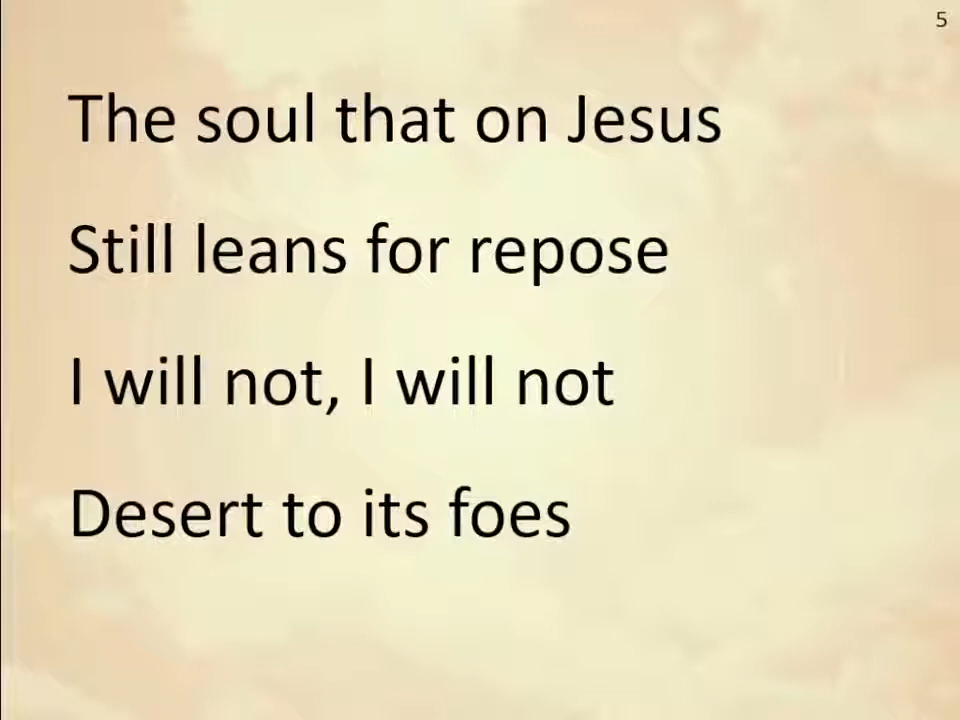 5
The soul that on Jesus
Still leans for repose
I will not, I will not
Desert to its foes